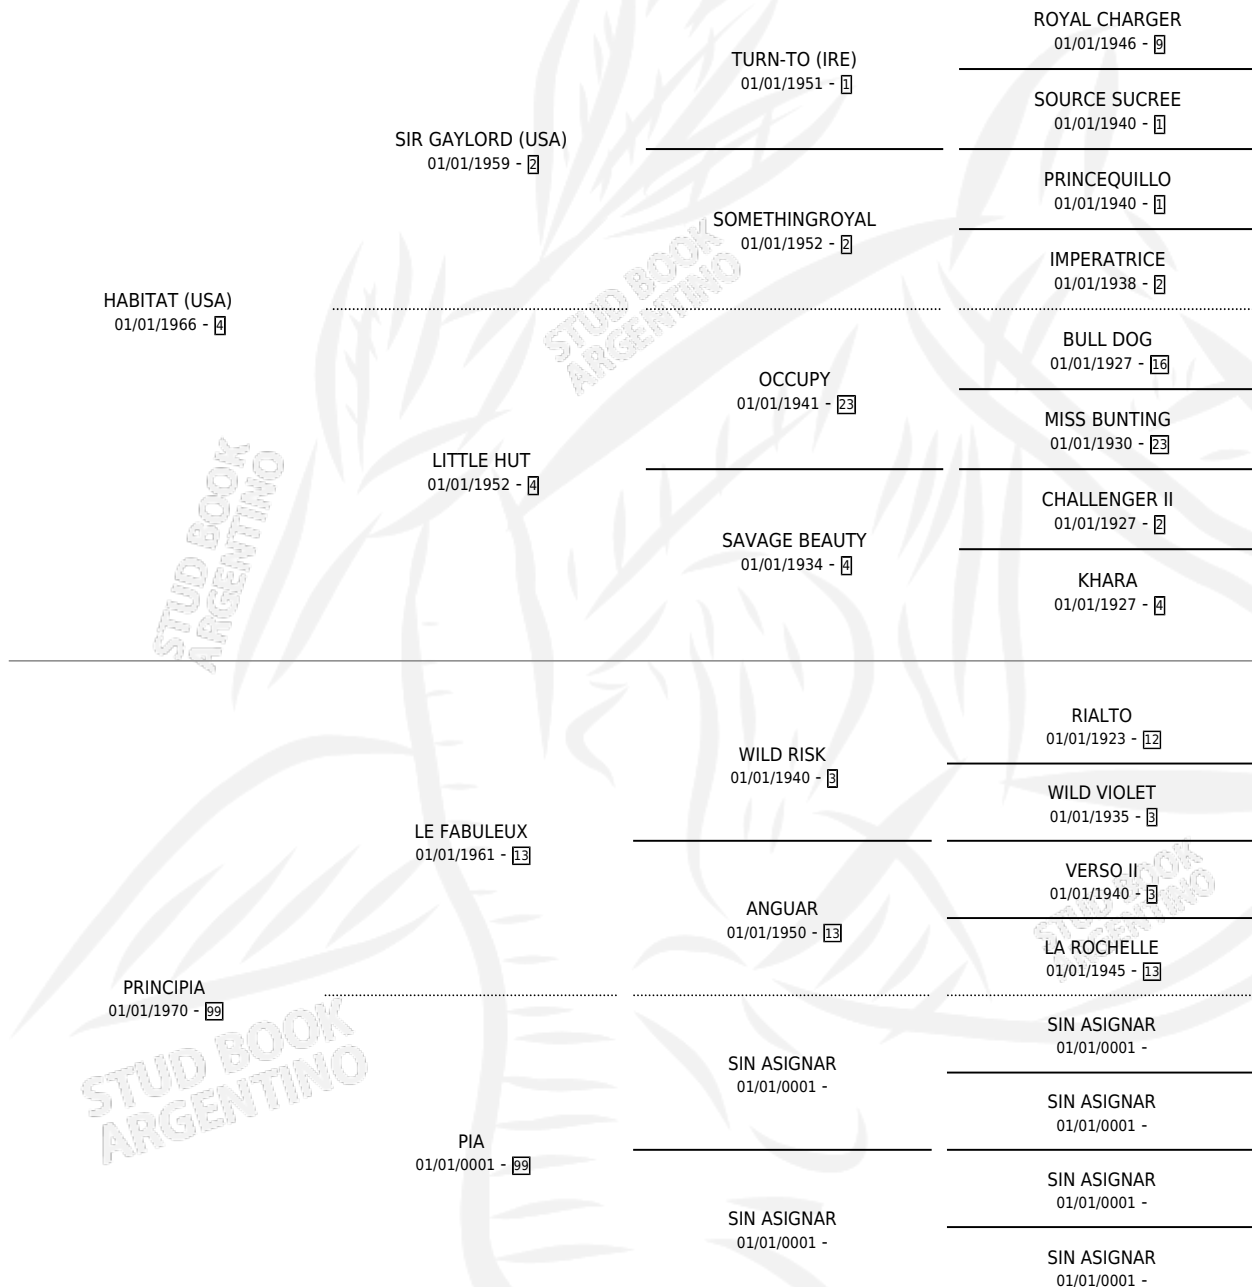 ROYAL CHARGER
01/01/1946 - 9
TURN-TO (IRE)
01/01/1951 - 1
SOURCE SUCREE
01/01/1940 - 1
SIR GAYLORD (USA)
01/01/1959 - 2
PRINCEQUILLO
01/01/1940 - 1
SOMETHINGROYAL
01/01/1952 - 2
IMPERATRICE
01/01/1938 - 2
HABITAT (USA)
01/01/1966 - 4
BULL DOG
01/01/1927 - 16
OCCUPY
01/01/1941 - 23
MISS BUNTING
01/01/1930 - 23
LITTLE HUT
01/01/1952 - 4
CHALLENGER II
01/01/1927 - 2
SAVAGE BEAUTY
01/01/1934 - 4
KHARA
01/01/1927 - 4
RIALTO
01/01/1923 - 12
WILD RISK
01/01/1940 - 3
WILD VIOLET
01/01/1935 - 3
LE FABULEUX
01/01/1961 - 13
VERSO II
01/01/1940 - 3
ANGUAR
01/01/1950 - 13
LA ROCHELLE
01/01/1945 - 13
PRINCIPIA
01/01/1970 - 99
SIN ASIGNAR
01/01/0001 -
SIN ASIGNAR
01/01/0001 -
SIN ASIGNAR
01/01/0001 -
PIA
01/01/0001 - 99
SIN ASIGNAR
01/01/0001 -
SIN ASIGNAR
01/01/0001 -
SIN ASIGNAR
01/01/0001 -
STUD BOOK
ARGENTINO
STUD BOOK
ARGENTINO
STUD BOOK
ARGENTINO
STUD BOOK
ARGENTINO